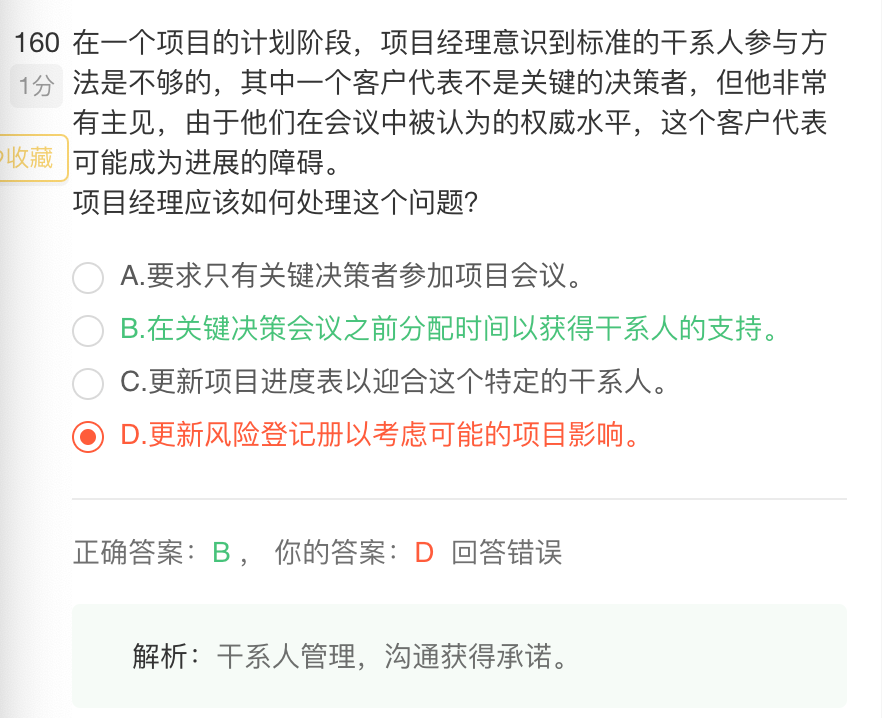 160 在一个项目的计划阶段，项目经理意识到标准的干系人参与方
1分 法是不够的，其中一个客户代表不是关键的决策者，但他非常
有主见，由于他们在会议中被认为的权威水平，这个客户代表
收藏 可能成为进展的障碍。
项目经理应该如何处理这个问题?
A.要求只有关键决策者参加项目会议。
B.在关键决策会议之前分配时间以获得干系人的支持。
C.更新项目进度表以迎合这个特定的干系人。
D.更新风险登记册以考虑可能的项目影响。
正确答案：B ， 你的答案：D 回答错误
解析：干系人管理，沟通获得承诺。